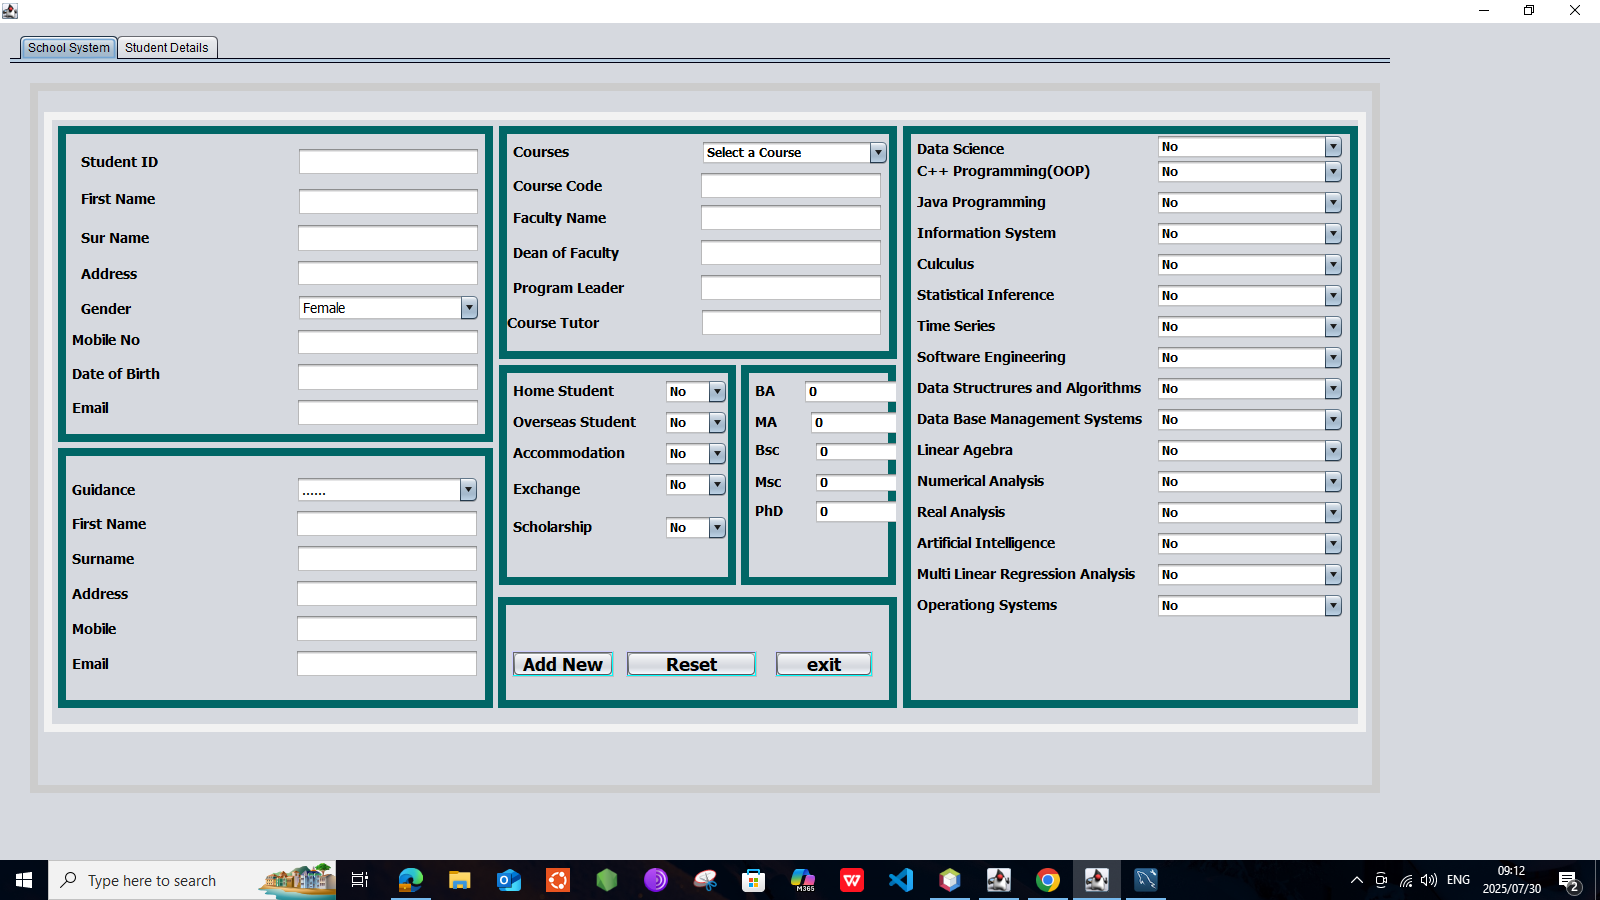 School System
Student Details
Student ID
First Name
Sur Name
Address
Gender Female
Mobile No
Date of Birth
Email
Guidance ......
First Name
Surname
Address
Mobile
Email
Courses Select a Course
Course Code
Faculty Name
Dean of Faculty
Program Leader
Course Tutor
Home Student No
Overseas Student No
Accommodation No
Exchange No
Scholarship No
BA 0
MA 0
Bsc 0
Msc 0
PhD 0
Add New Reset exit
Data Science No
C++ Programming(OOP) No
Java Programming No
Information System No
Culculus No
Statistical Inference No
Time Series No
Software Engineering No
Data Structrures and Algorithms No
Data Base Management Systems No
Linear Agebra No
Numerical Analysis No
Real Analysis No
Artificial Intelligence No
Multi Linear Regression Analysis No
Operationg Systems No
Type here to search
M365
W
ENG
09:12
2025/07/30
2